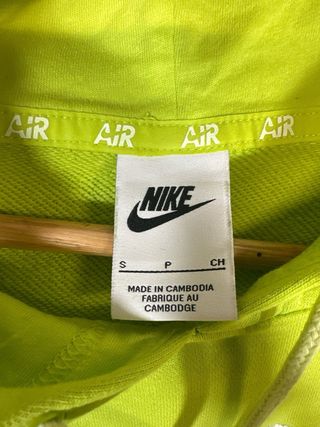 AIR AIR AIR AIR
NIKE
S P CH
MADE IN CAMBODIA
FABRIQUE AU
CAMBODGE